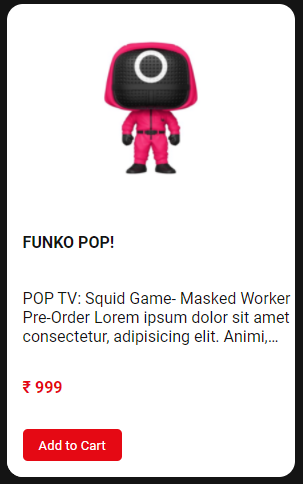 FUNKO POP!
POP TV: Squid Game- Masked Worker
Pre-Order Lorem ipsum dolor sit amet
consectetur, adipisicing elit. Animi,...
₹ 999
Add to Cart